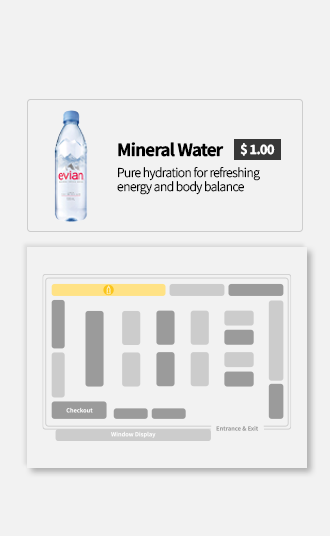 evian
Mineral Water $1.00
Pure hydration for refreshing
energy and body balance
Checkout
Entrance & Exit
Window Display